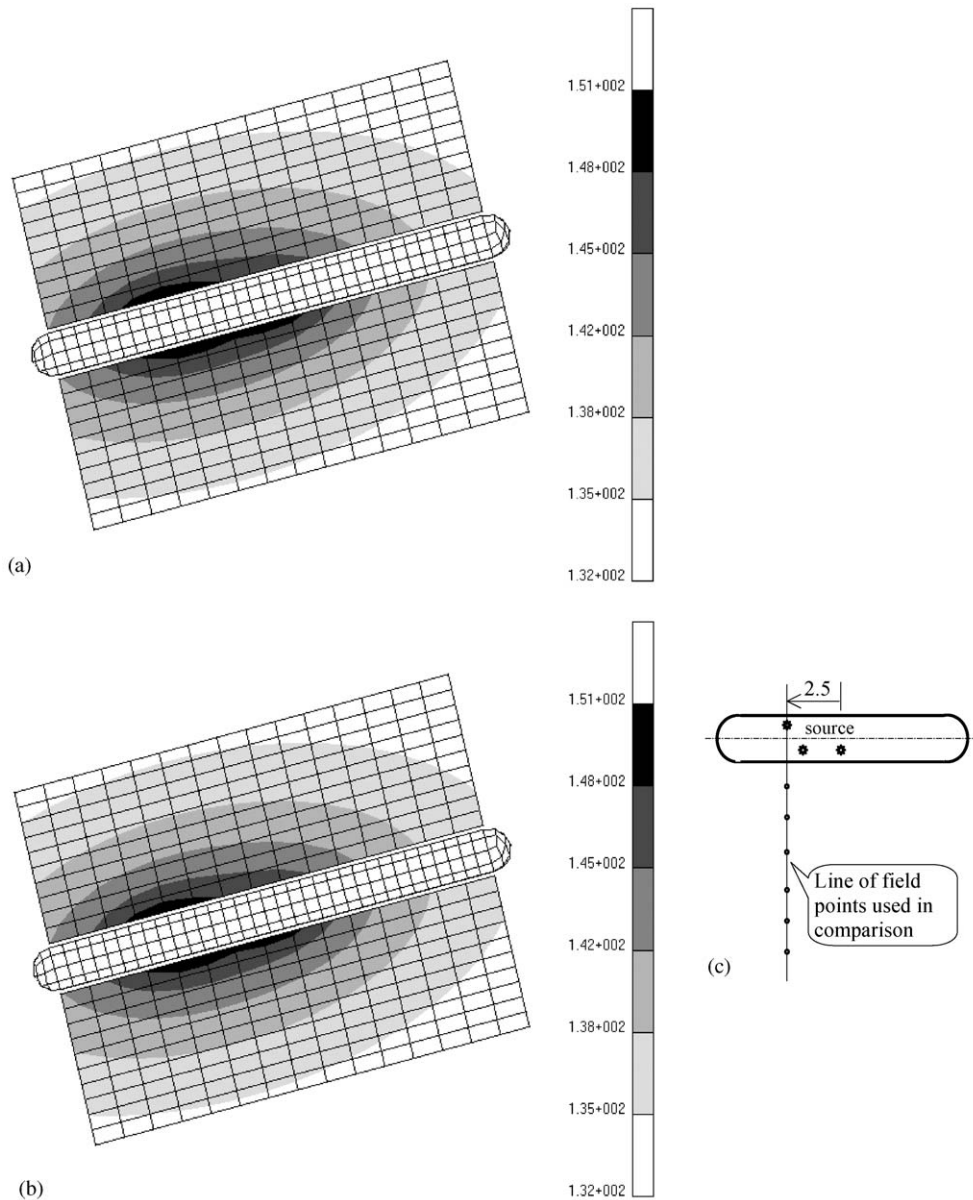 1.51+002
1.48+002
1.45+002
1.42+002
1.38+002
1.35+002
1.32+002
(a)
1.51+002
1.48+002
1.45+002
1.42+002
1.38+002
1.35+002
1.32+002
(b)
2.5
source
Line of field
points used in
comparison
(c)